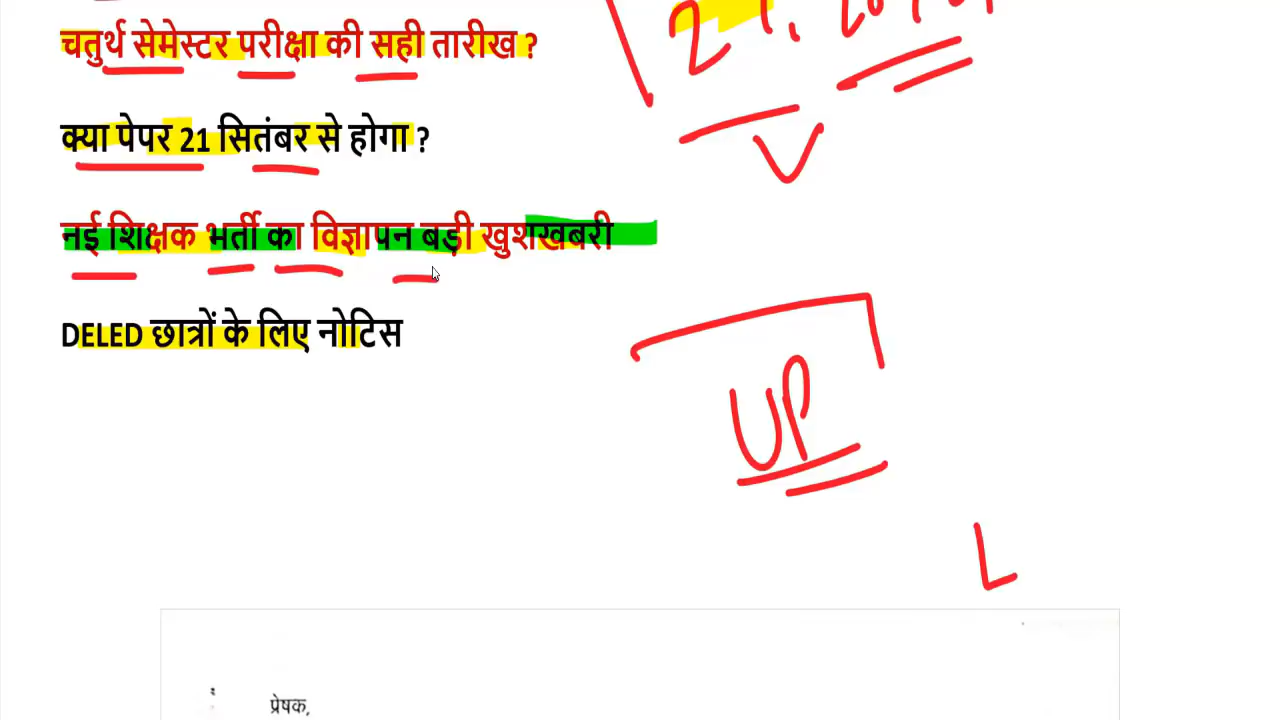 चतुर्थ सेमेस्टर परीक्षा की सही तारीख ?
क्या पेपर 21 सितंबर से होगा ?
नई शिक्षक भर्ती का विज्ञापन बड़ी खुशखबरी
DELED छात्रों के लिए नोटिस
UP
L
प्रेषक,